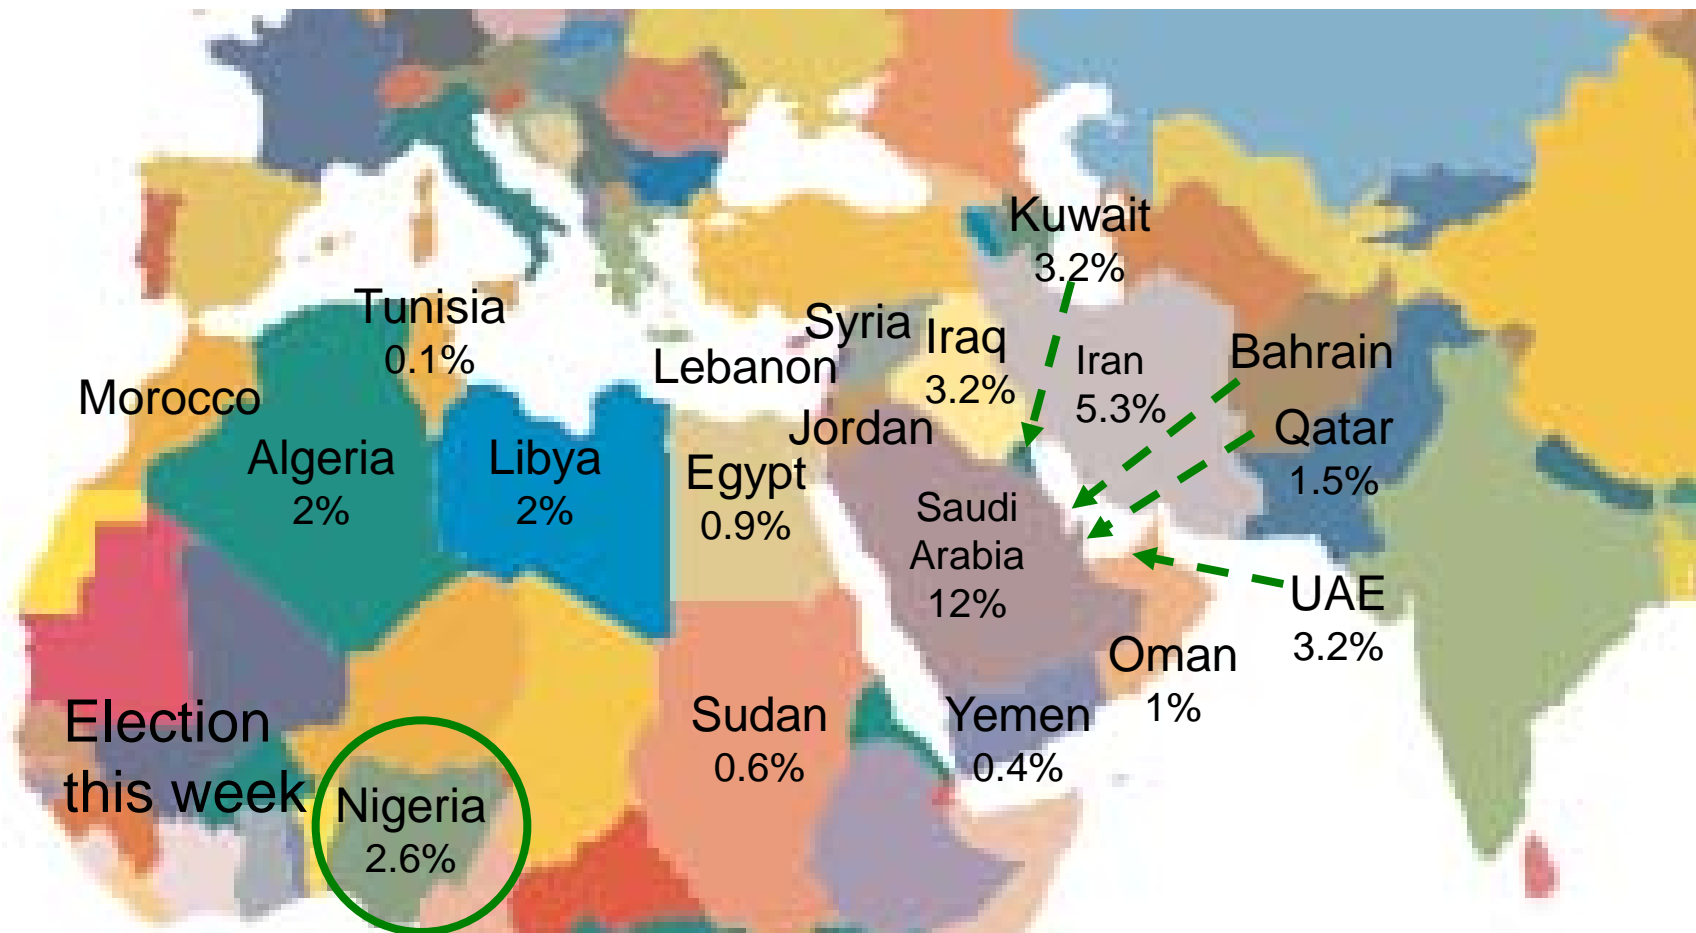 Kuwait
3.2%
Tunisia
0.1%
Syria
Iraq
3.2%
Iran
5.3%
Bahrain
Lebanon
Morocco
Jordan
Qatar
1.5%
Algeria
2%
Libya
2%
Egypt
0.9%
Saudi
Arabia
12%
UAE
3.2%
Oman
1%
Election
this week
Sudan
0.6%
Yemen
0.4%
Nigeria
2.6%